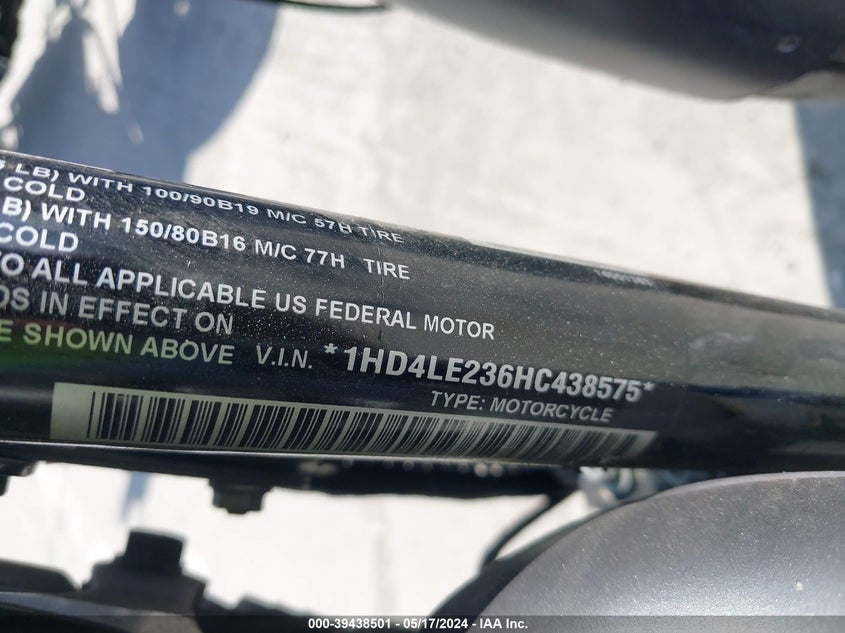 LB) WITH 100/90B19 M/C 57H TIRE
COLD
B) WITH 150/80B16 M/C 77H TIRE
COLD
TO ALL APPLICABLE US FEDERAL MOTOR
DS IN EFFECT ON
E SHOWN ABOVE V.I.N. *1HD4LE236HC438575*
TYPE: MOTORCYCLE
000-39438501 - 05/17/2024 - IAA Inc.